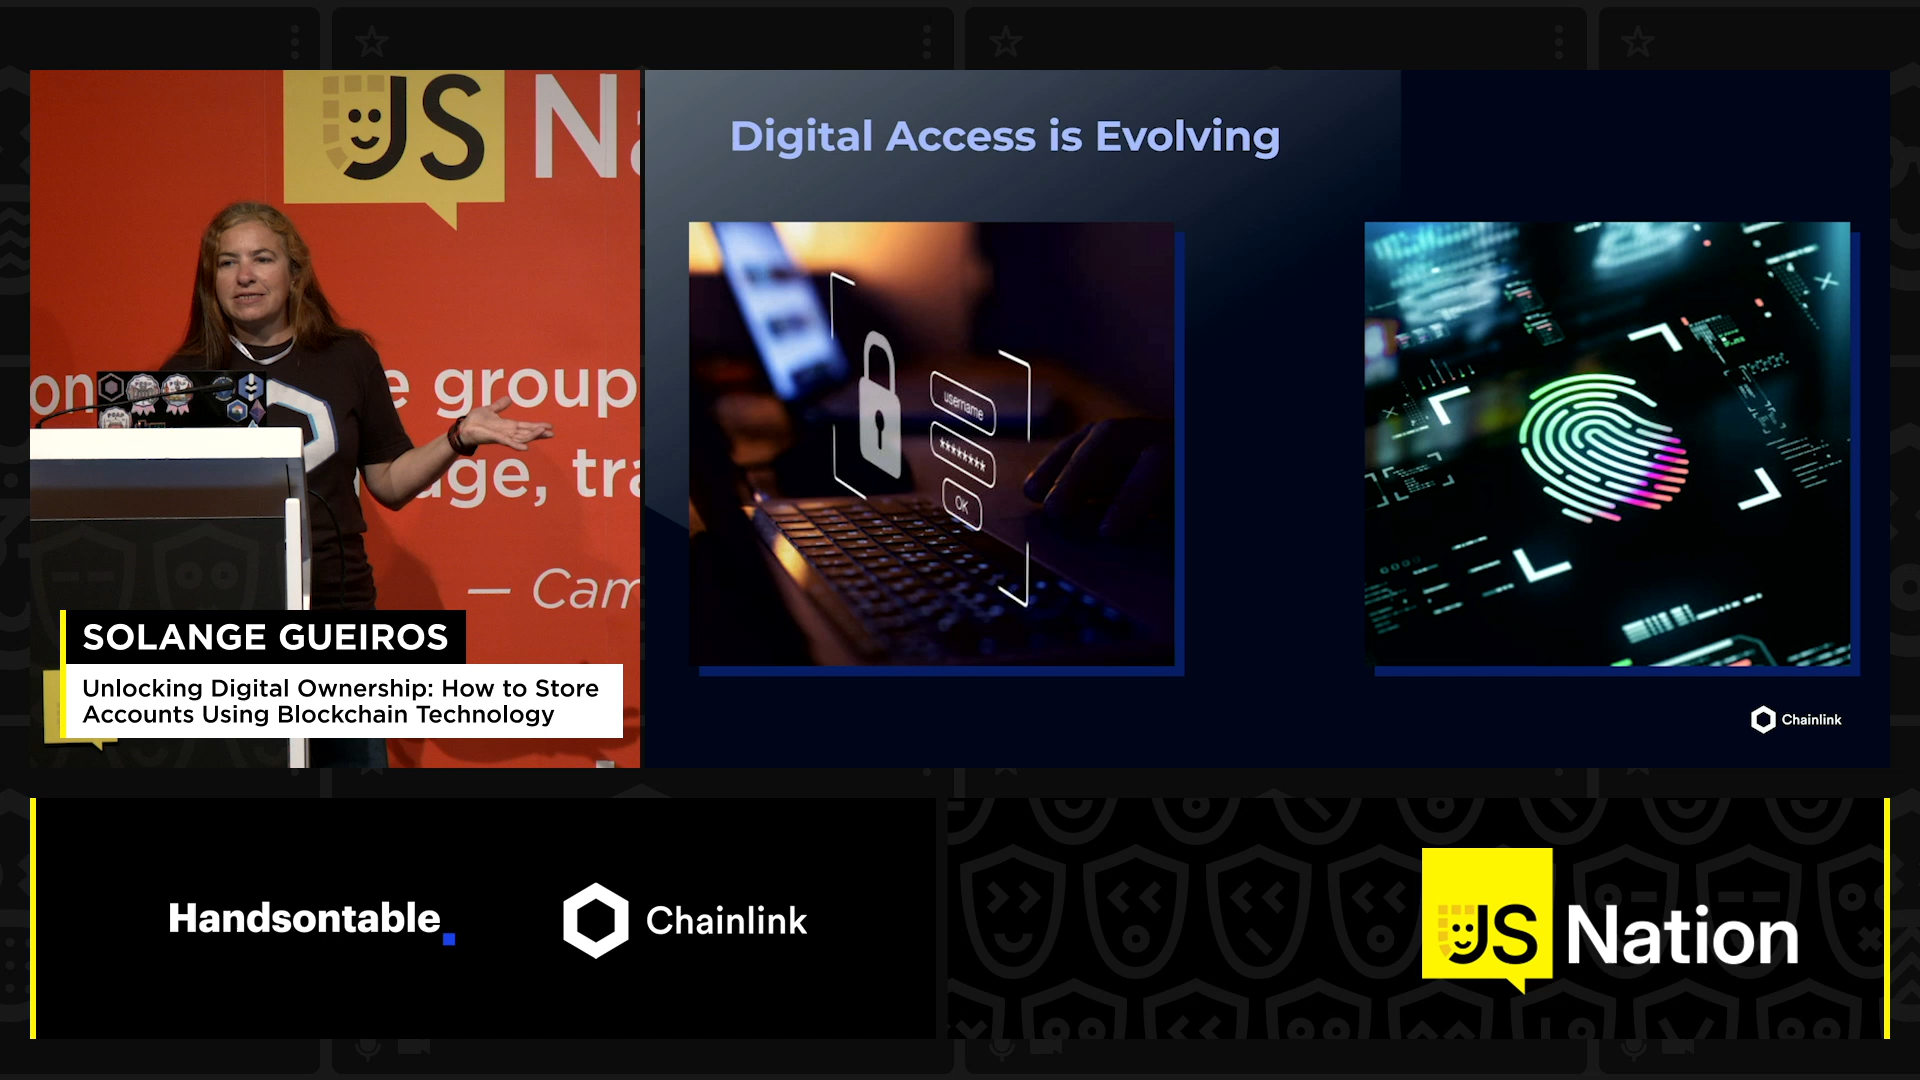 JS Na
on e group
age, tra
— Cam
SOLANGE GUEIROS
Unlocking Digital Ownership: How to Store
Accounts Using Blockchain Technology
Digital Access is Evolving
username
********
OK
Chainlink
Handsontable
Chainlink
JS Nation